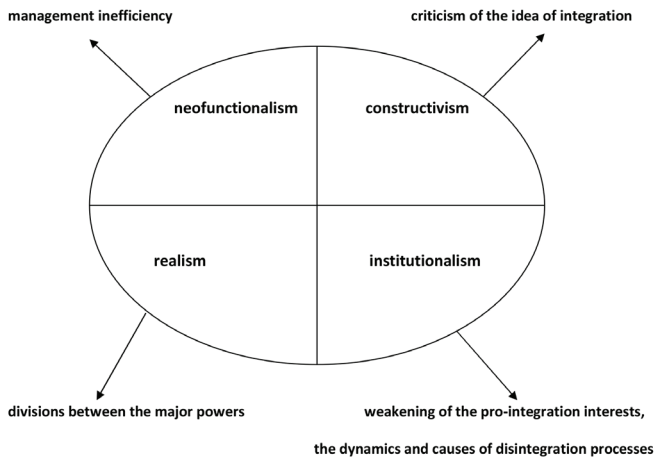 management inefficiency
criticism of the idea of integration
neofunctionalism
constructivism
realism
institutionalism
divisions between the major powers
weakening of the pro-integration interests,
the dynamics and causes of disintegration processes